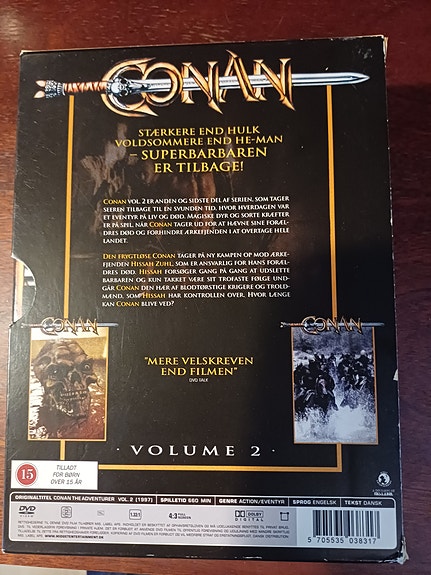 CONAN
STÆRKERE END HULK
VOLDSOMMERE END HE-MAN
– SUPERBARBAREN
ER TILBAGE!
CONAN VOL. 2 ER ANDEN OG SIDSTE DEL AF SERIEN, SOM TAGER
SEEREN TILBAGE TIL EN SVUNDEN TID, HVOR HVERDAGEN VAR
ET EVENTYR PÅ LIV OG DØD. MAGISKE DYR OG SORTE KRÆFTER
ER PÅ SPIL, NÅR CONAN TAGER UD FOR AT HÆVNE SINE FORÆL-
DRES DØD OG FORHINDRE ÆRKEFJENDEN I AT OVERTAGE HELE
LANDET.
DEN FRYGTLØSE CONAN TAGER PÅ NY KAMPEN OP MOD ÆRKE-
FJENDEN HISSAH ZUHL, SOM ER ANSVARLIG FOR HANS FORÆL-
DRES DØD. HISSAH FORSØGER GANG PÅ GANG AT UDSLETTE
BARBAREN OG KUN TAKKET VÆRE SIT TROFASTE FØLGE UND-
GÅR CONAN DEN HÆR AF BLODTØRSTIGE KRIGERE OG TROLD-
MÆND, SOM HISSAH HAR KONTROLLEN OVER. HVOR LÆNGE
KAN CONAN BLIVE VED?
CONAN
CONAN
"MERE VELSKREVEN
END FILMEN"
DVD TALK
· VOLUME 2 ·
15
TILLADT
FOR BØRN
OVER 15 ÅR
ORIGINALTITEL CONAN THE ADVENTURER VOL. 2 (1997) SPILLETID 660 MIN GENRE ACTION/EVENTYR SPROG ENGELSK TEKST DANSK
DVD
VIDEO
1.33:1
4:3
DOLBY
DIGITAL
5 705535 038317